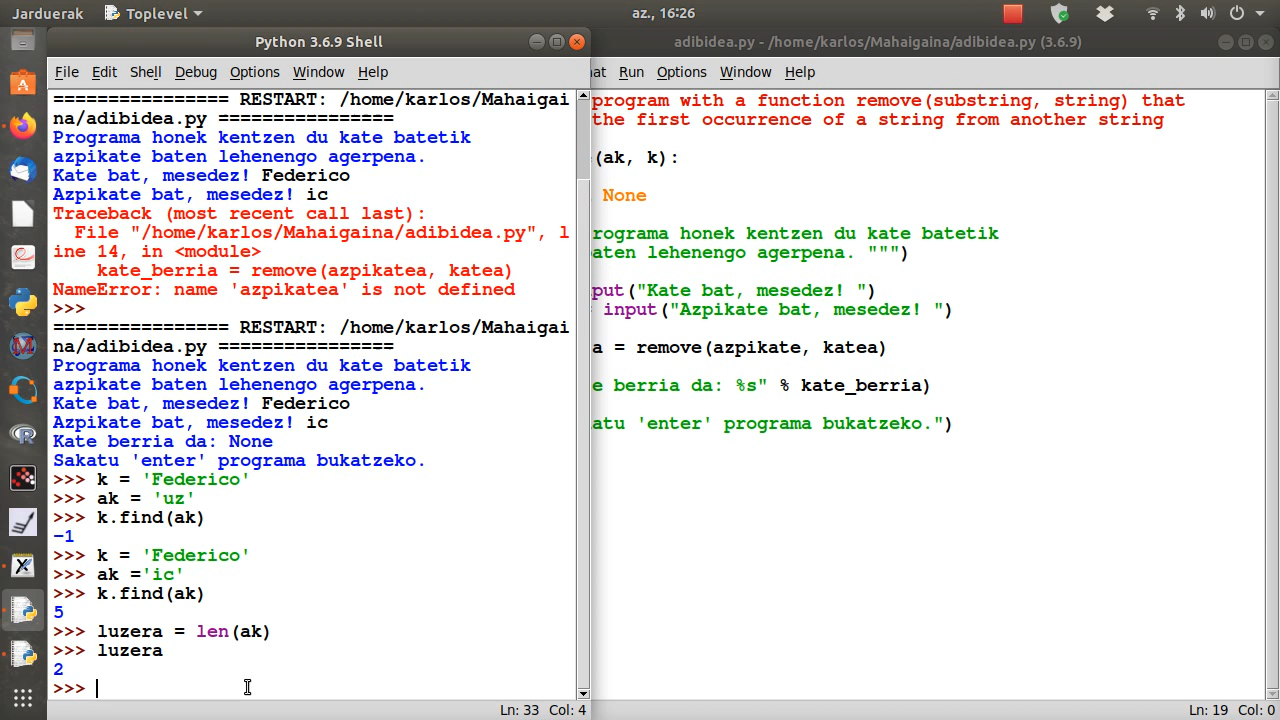 Jarduerak Toplevel az., 16:26
Python 3.6.9 Shell
File Edit Shell Debug Options Window Help
================ RESTART: /home/karlos/Mahaigai
na/adibidea.py ================
Programa honek kentzen du kate batetik
azpikate baten lehenengo agerpena.
Kate bat, mesedez! Federico
Azpikate bat, mesedez! ic
Traceback (most recent call last):
  File "/home/karlos/Mahaigaina/adibidea.py", l
ine 14, in <module>
    kate_berria = remove(azpikatea, katea)
NameError: name 'azpikatea' is not defined
>>>
================ RESTART: /home/karlos/Mahaigai
na/adibidea.py ================
Programa honek kentzen du kate batetik
azpikate baten lehenengo agerpena.
Kate bat, mesedez! Federico
Azpikate bat, mesedez! ic
Kate berria da: None
Sakatu 'enter' programa bukatzeko.
>>> k = 'Federico'
>>> ak = 'uz'
>>> k.find(ak)
-1
>>> k = 'Federico'
>>> ak ='ic'
>>> k.find(ak)
5
>>> luzera = len(ak)
>>> luzera
2
>>>
Ln: 33 Col: 4
adibidea.py - /home/karlos/Mahaigaina/adibidea.py (3.6.9)
at Run Options Window Help
program with a function remove(substring, string) that
the first occurrence of a string from another string
(ak, k):
None
rograma honek kentzen du kate batetik
aten lehenengo agerpena. """)
put("Kate bat, mesedez! ")
= input("Azpikate bat, mesedez! ")
a = remove(azpikate, katea)
e berria da: %s" % kate_berria)
atu 'enter' programa bukatzeko.")
Ln: 19 Col: 0